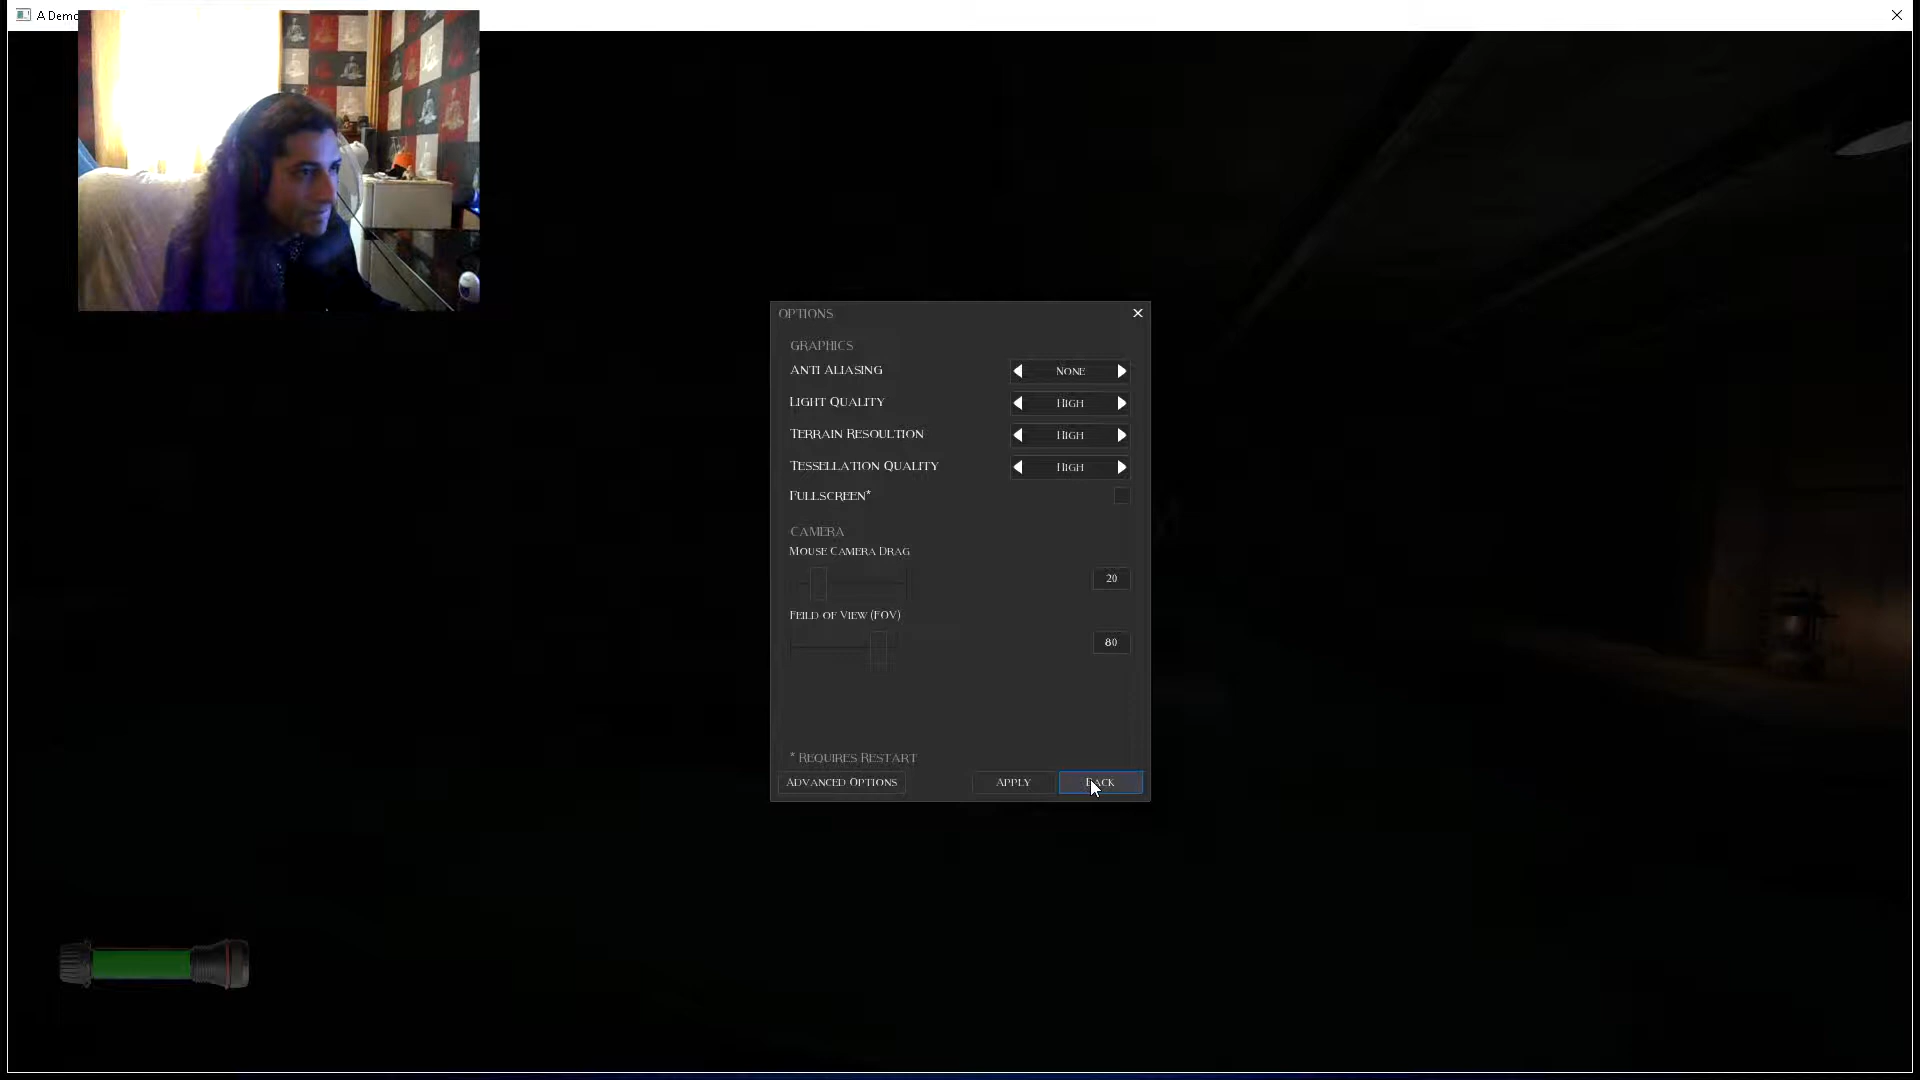 A Demo
OPTIONS
GRAPHICS
ANTI ALIASING
NONE
LIGHT QUALITY
HIGH
TERRAIN RESOULTION
HIGH
TESSELLATION QUALITY
HIGH
FULLSCREEN*
CAMERA
MOUSE CAMERA DRAG
20
FEILD OF VIEW (FOV)
80
* REQUIRES RESTART
ADVANCED OPTIONS
APPLY
BACK